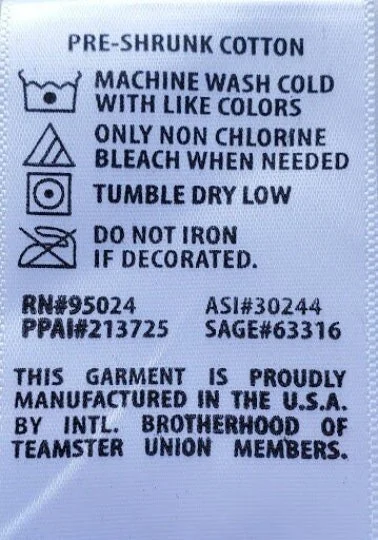 PRE-SHRUNK COTTON
MACHINE WASH COLD
WITH LIKE COLORS
ONLY NON CHLORINE
BLEACH WHEN NEEDED
TUMBLE DRY LOW
DO NOT IRON
IF DECORATED.
RN#95024 ASI#30244
PPAI#213725 SAGE#63316
THIS GARMENT IS PROUDLY
MANUFACTURED IN THE U.S.A.
BY INTL. BROTHERHOOD OF
TEAMSTER UNION MEMBERS.